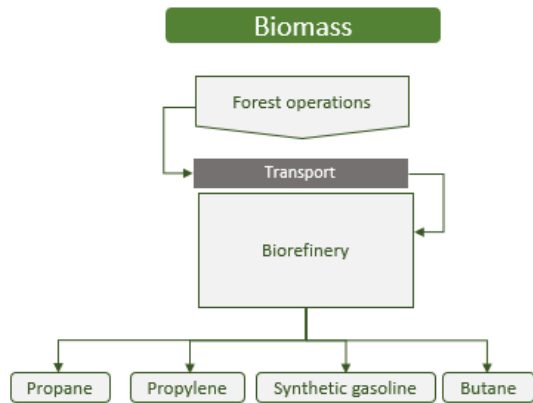 Biomass
Forest operations
Transport
Biorefinery
Propane
Propylene
Synthetic gasoline
Butane